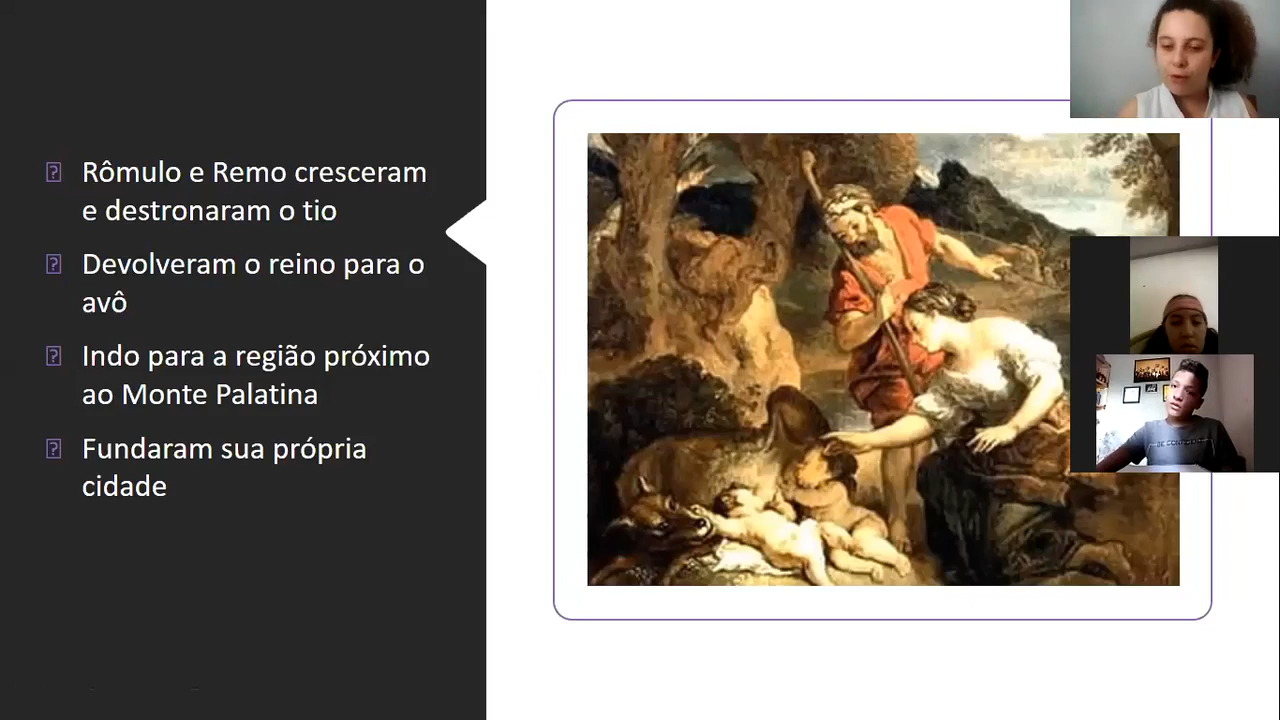 Rômulo e Remo cresceram
e destronaram o tio
Devolveram o reino para o
avô
Indo para a região próximo
ao Monte Palatina
Fundaram sua própria
cidade